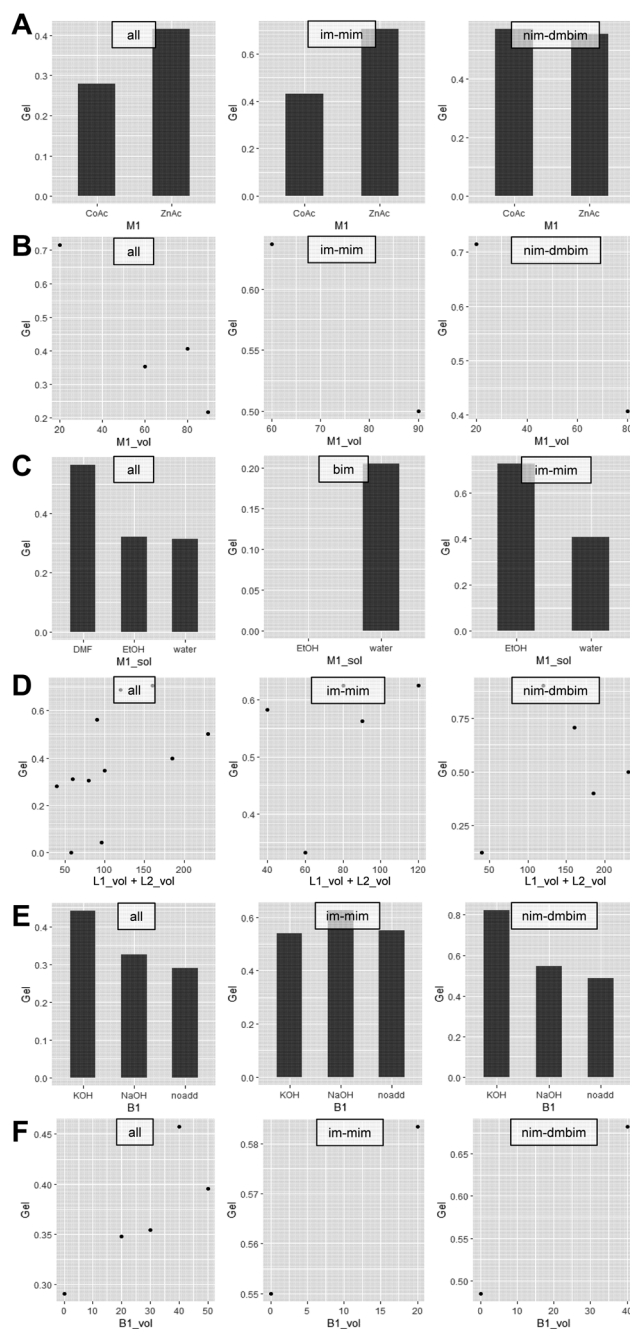 A
all
im-mim
nim-dmbim
Gel
0.4
0.3
0.2
0.1
0.0
CoAc
ZnAc
M1
Gel
0.6
0.4
0.2
0.0
CoAc
ZnAc
M1
Gel
0.4
0.2
0.0
CoAc
ZnAc
M1
B
all
im-mim
nim-dmbim
Gel
0.7
0.6
0.5
0.4
0.3
0.2
20
40
60
80
M1_vol
Gel
0.60
0.55
0.50
60
70
80
90
M1_vol
Gel
0.7
0.6
0.5
0.4
20
40
60
80
M1_vol
C
all
bim
im-mim
Gel
0.4
0.2
0.0
DMF
EtOH
water
M1_sol
Gel
0.20
0.15
0.10
0.05
0.00
EtOH
water
M1_sol
Gel
0.6
0.4
0.2
0.0
EtOH
water
M1_sol
D
all
im-mim
nim-dmbim
Gel
0.6
0.4
0.2
0.0
50
100
150
200
L1_vol + L2_vol
Gel
0.6
0.5
0.4
40
60
80
100
120
L1_vol + L2_vol
Gel
0.75
0.50
0.25
50
100
150
200
L1_vol + L2_vol
E
all
im-mim
nim-dmbim
Gel
0.4
0.3
0.2
0.1
0.0
KOH
NaOH
noadd
B1
Gel
0.6
0.4
0.2
0.0
KOH
NaOH
noadd
B1
Gel
0.8
0.6
0.4
0.2
0.0
KOH
NaOH
noadd
B1
F
all
im-mim
nim-dmbim
Gel
0.45
0.40
0.35
0.30
0
10
20
30
40
50
B1_vol
Gel
0.58
0.57
0.56
0.55
0
5
10
15
20
B1_vol
Gel
0.65
0.60
0.55
0.50
0
10
20
30
40
B1_vol